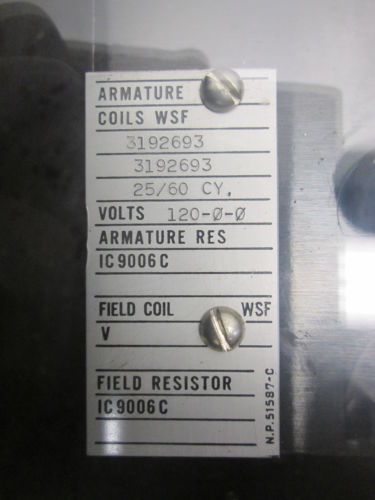 ARMATURE
COILS WSF
3192693
3192693
25/60 CY.
VOLTS 120-Ø-Ø
ARMATURE RES
IC9006C
FIELD COIL WSF
V
FIELD RESISTOR
IC9006C
N.P.51587-C